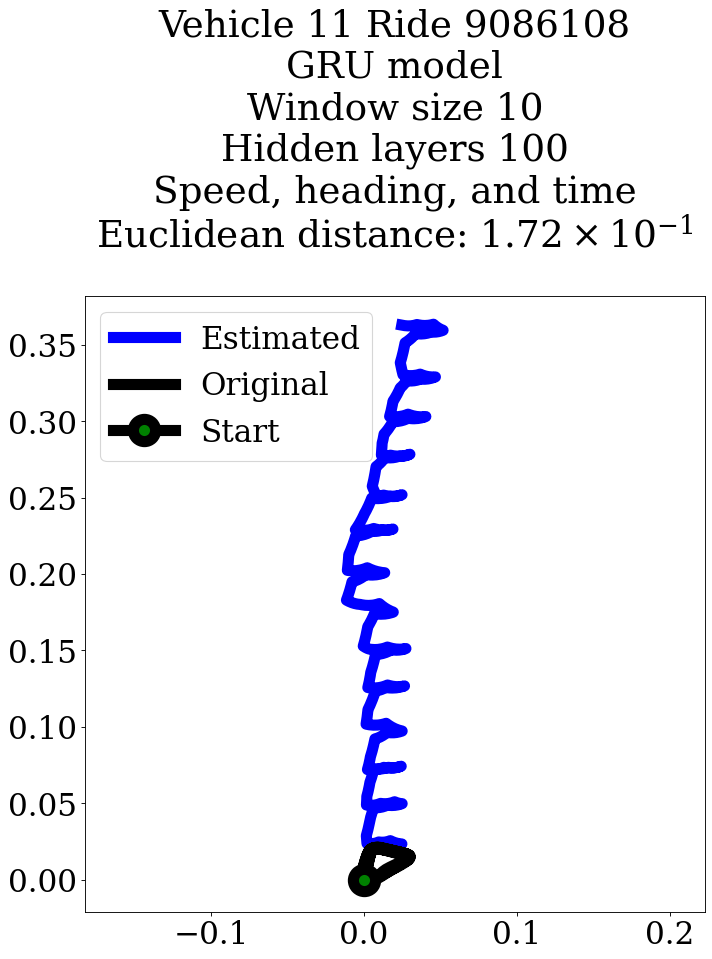 Vehicle 11 Ride 9086108
GRU model
Window size 10
Hidden layers 100
Speed, heading, and time
Euclidean distance: 1.72 × 10⁻¹
Estimated
Original
Start
0.35
0.30
0.25
0.20
0.15
0.10
0.05
0.00
−0.1 0.0 0.1 0.2